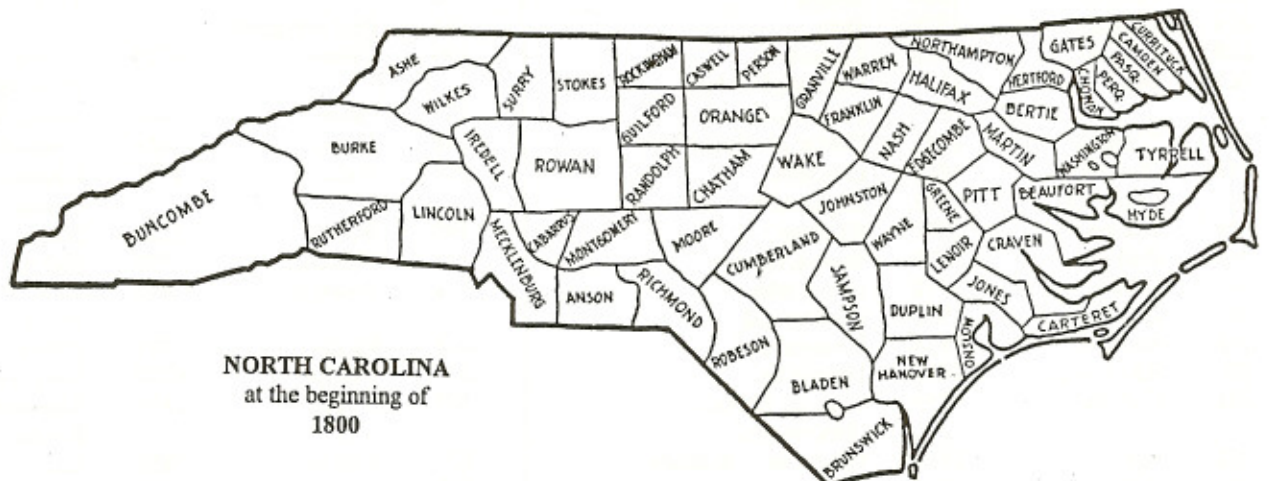 ASHE
WILKES
SURRY
STOKES
ROCKINGHAM
CASWELL
PERSON
GRANVILLE
WARREN
NORTHAMPTON
HALIFAX
GATES
HERTFORD
CURRITUCK
CAMDEN
PASQ.
PERQ.
CHOWAN
BERTIE
FRANKLIN
NASH
EDGECOMBE
MARTIN
WASHINGTON
TYRRELL
GUILFORD
ORANGE
BURKE
IREDELL
ROWAN
RANDOLPH
CHATHAM
WAKE
JOHNSTON
GREENE
PITT
BEAUFORT
HYDE
BUNCOMBE
RUTHERFORD
LINCOLN
MECKLENBURG
CABARRUS
MONTGOMERY
MOORE
CUMBERLAND
WAYNE
LENOIR
CRAVEN
ANSON
RICHMOND
SAMPSON
DUPLIN
JONES
CARTERET
ONSLOW
ROBESON
BLADEN
NEW
HANOVER
BRUNSWICK
NORTH CAROLINA
at the beginning of
1800